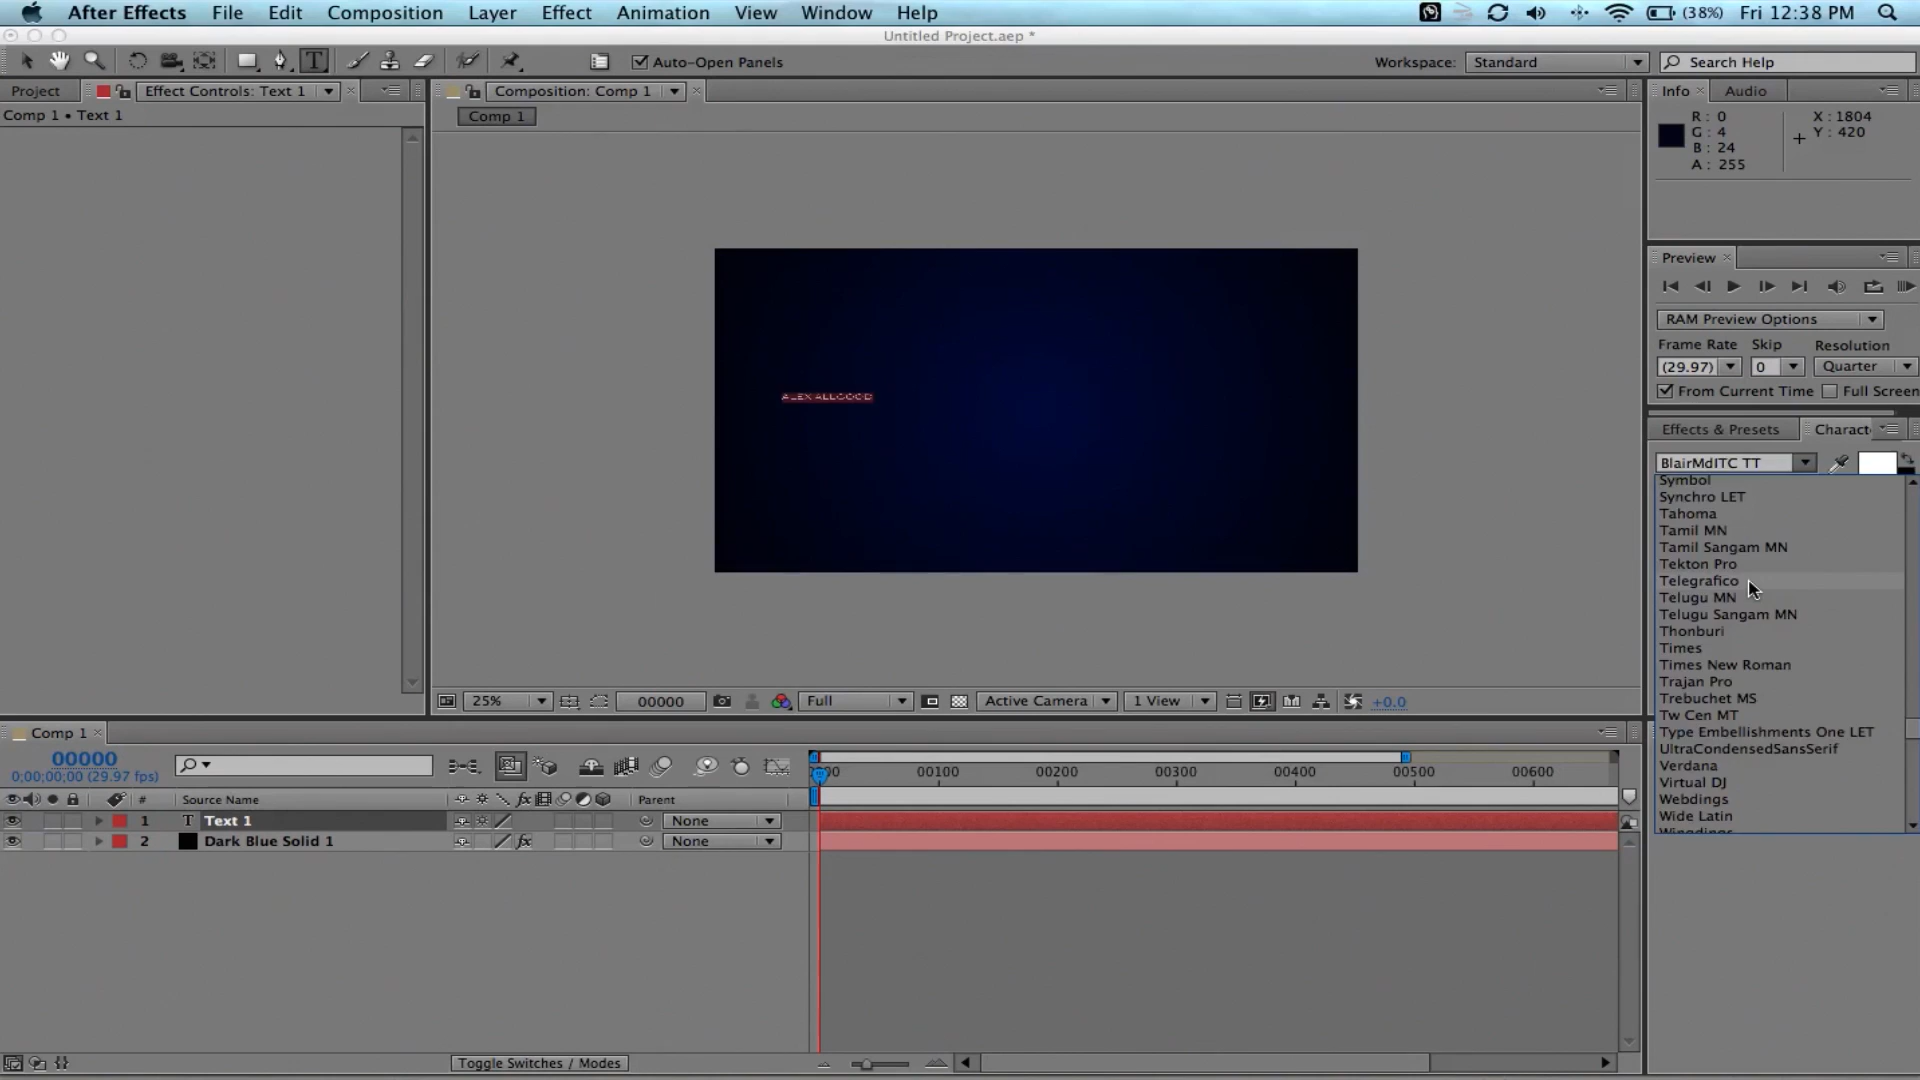 After Effects File Edit Composition Layer Effect Animation View Window Help (38%) Fri 12:38 PM
Untitled Project.aep *
Auto-Open Panels Workspace: Standard Search Help
Project Effect Controls: Text 1 Composition: Comp 1 Info Audio
Comp 1 • Text 1
Comp 1
R: 0 X: 1804
G: 4 Y: 420
B: 24
A: 255
Preview
RAM Preview Options
Frame Rate Skip Resolution
(29.97) 0 Quarter
From Current Time Full Screen
ALEX ALLGOOD
Effects & Presets Charact
BlairMdITC TT
Symbol
Synchro LET
Tahoma
Tamil MN
Tamil Sangam MN
Tekton Pro
Telegrafico
Telugu MN
Telugu Sangam MN
Thonburi
Times
Times New Roman
Trajan Pro
Trebuchet MS
Tw Cen MT
Type Embellishments One LET
UltraCondensedSansSerif
Verdana
Virtual DJ
Webdings
Wide Latin
Wingdings
25% 00000 Full Active Camera 1 View +0.0
Comp 1
00000
0;00;00;00 (29.97 fps)
00100 00200 00300 00400 00500 00600
# Source Name fx Parent
1 T Text 1 None
2 Dark Blue Solid 1 fx None
Toggle Switches / Modes